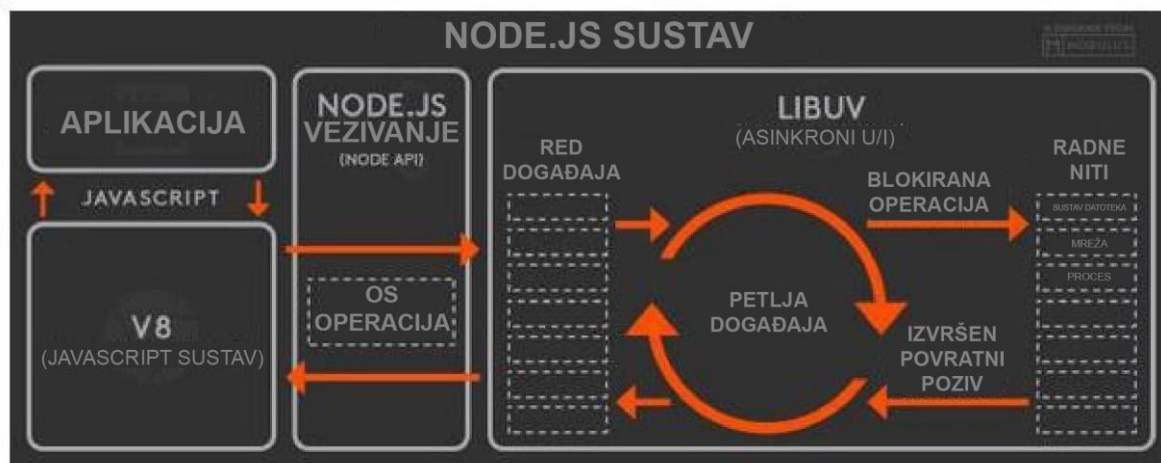 NODE.JS SUSTAV
APLIKACIJA
JAVASCRIPT
V8
(JAVASCRIPT SUSTAV)
NODE.JS
VEZIVANJE
(NODE API)
OS
OPERACIJA
LIBUV
(ASINKRONI U/I)
RED
DOGAĐAJA
PETLJA
DOGAĐAJA
BLOKIRANA
OPERACIJA
IZVRŠEN
POVRATNI
POZIV
RADNE
NITI
SUSTAV DATOTEKA
MREŽA
PROCES